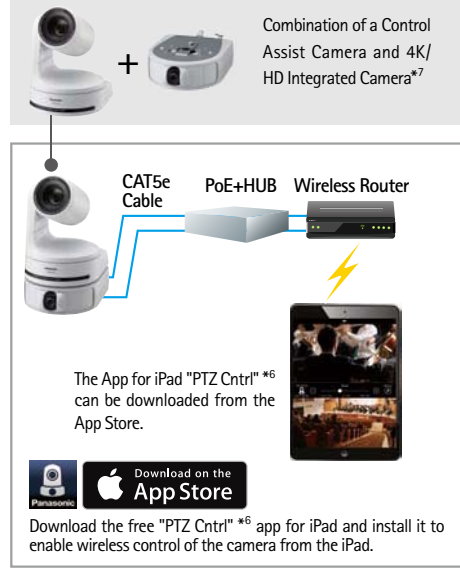 Combination of a Control
Assist Camera and 4K/
HD Integrated Camera*7
+
CAT5e
Cable
PoE+HUB
Wireless Router
The App for iPad "PTZ Cntrl" *6
can be downloaded from the
App Store.
Panasonic
Download on the
App Store
Download the free "PTZ Cntrl" *6 app for iPad and install it to
enable wireless control of the camera from the iPad.